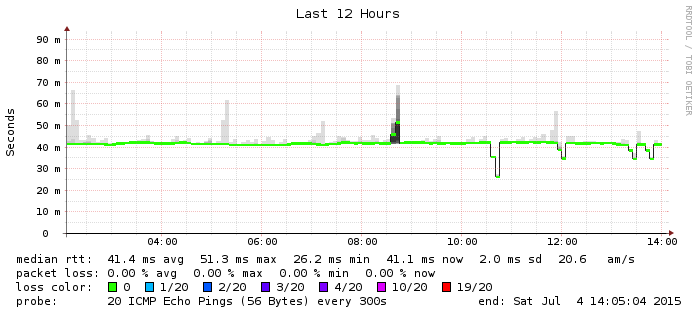 Last 12 Hours
RRDTOOL / TOBI OETIKER
Seconds
90 m
80 m
70 m
60 m
50 m
40 m
30 m
20 m
10 m
0
04:00 06:00 08:00 10:00 12:00 14:00
median rtt: 41.4 ms avg 51.3 ms max 26.2 ms min 41.1 ms now 2.0 ms sd 20.6 am/s
packet loss: 0.00 % avg 0.00 % max 0.00 % min 0.00 % now
loss color: 0 1/20 2/20 3/20 4/20 10/20 19/20
probe: 20 ICMP Echo Pings (56 Bytes) every 300s end: Sat Jul 4 14:05:04 2015